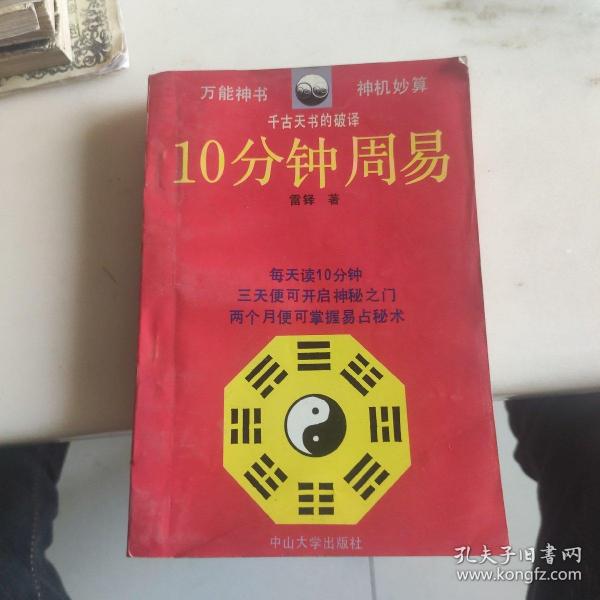 万能神书 神机妙算
千古天书的破译
10分钟周易
雷铎 著
每天读10分钟
三天便可开启神秘之门
两个月便可掌握易占秘术
中山大学出版社
孔夫子旧书网
www.kongfz.com